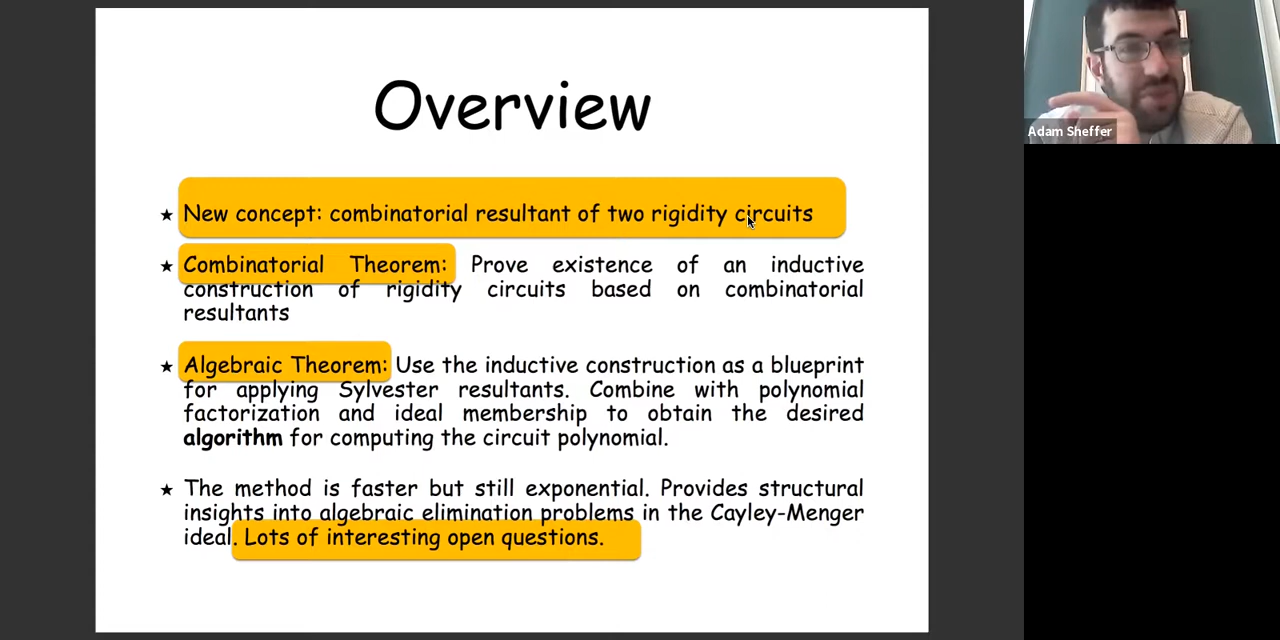 Overview
Adam Sheffer
★ New concept: combinatorial resultant of two rigidity circuits
★ Combinatorial Theorem: Prove existence of an inductive
construction of rigidity circuits based on combinatorial
resultants
★ Algebraic Theorem: Use the inductive construction as a blueprint
for applying Sylvester resultants. Combine with polynomial
factorization and ideal membership to obtain the desired
algorithm for computing the circuit polynomial.
★ The method is faster but still exponential. Provides structural
insights into algebraic elimination problems in the Cayley-Menger
ideal. Lots of interesting open questions.